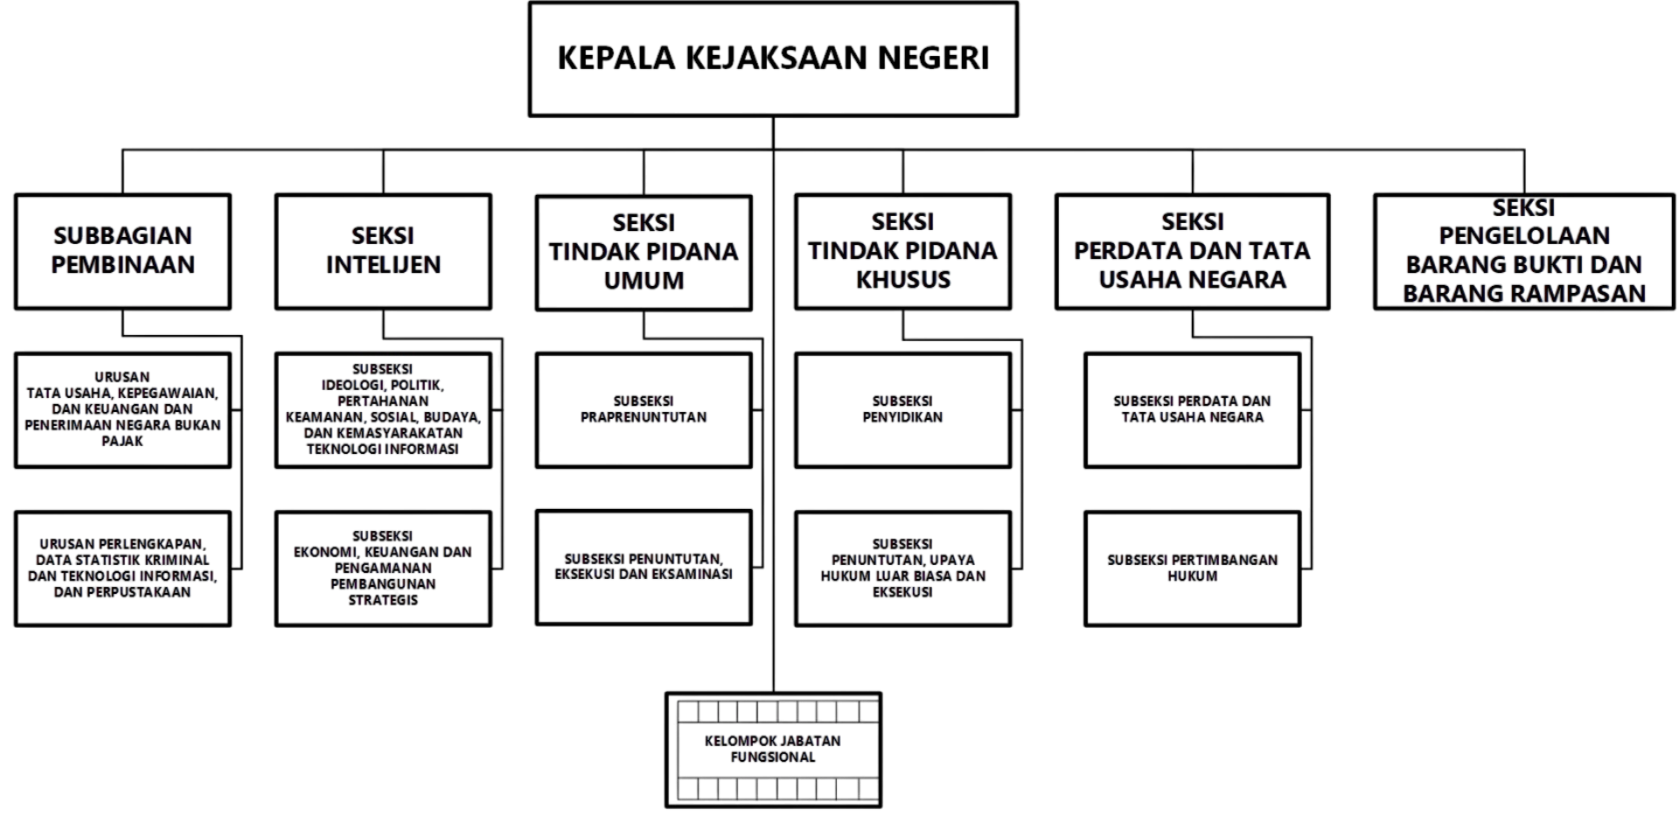 KEPALA KEJAKSAAN NEGERI
SUBBAGIAN
PEMBINAAN
SEKSI
INTELIJEN
SEKSI
TINDAK PIDANA
UMUM
SEKSI
TINDAK PIDANA
KHUSUS
SEKSI
PERDATA DAN TATA
USAHA NEGARA
SEKSI
PENGELOLAAN
BARANG BUKTI DAN
BARANG RAMPASAN
URUSAN
TATA USAHA, KEPEGAWAIAN,
DAN KEUANGAN DAN
PENERIMAAN NEGARA BUKAN
PAJAK
SUBSEKSI
IDEOLOGI, POLITIK,
PERTAHANAN
KEAMANAN, SOSIAL, BUDAYA,
DAN KEMASYARAKATAN
TEKNOLOGI INFORMASI
SUBSEKSI
PRAPRENUNTUTAN
SUBSEKSI
PENYIDIKAN
SUBSEKSI PERDATA DAN
TATA USAHA NEGARA
URUSAN PERLENGKAPAN,
DATA STATISTIK KRIMINAL
DAN TEKNOLOGI INFORMASI,
DAN PERPUSTAKAAN
SUBSEKSI
EKONOMI, KEUANGAN DAN
PENGAMANAN
PEMBANGUNAN
STRATEGIS
SUBSEKSI PENUNTUTAN,
EKSEKUSI DAN EKSAMINASI
SUBSEKSI
PENUNTUTAN, UPAYA
HUKUM LUAR BIASA DAN
EKSEKUSI
SUBSEKSI PERTIMBANGAN
HUKUM
KELOMPOK JABATAN
FUNGSIONAL